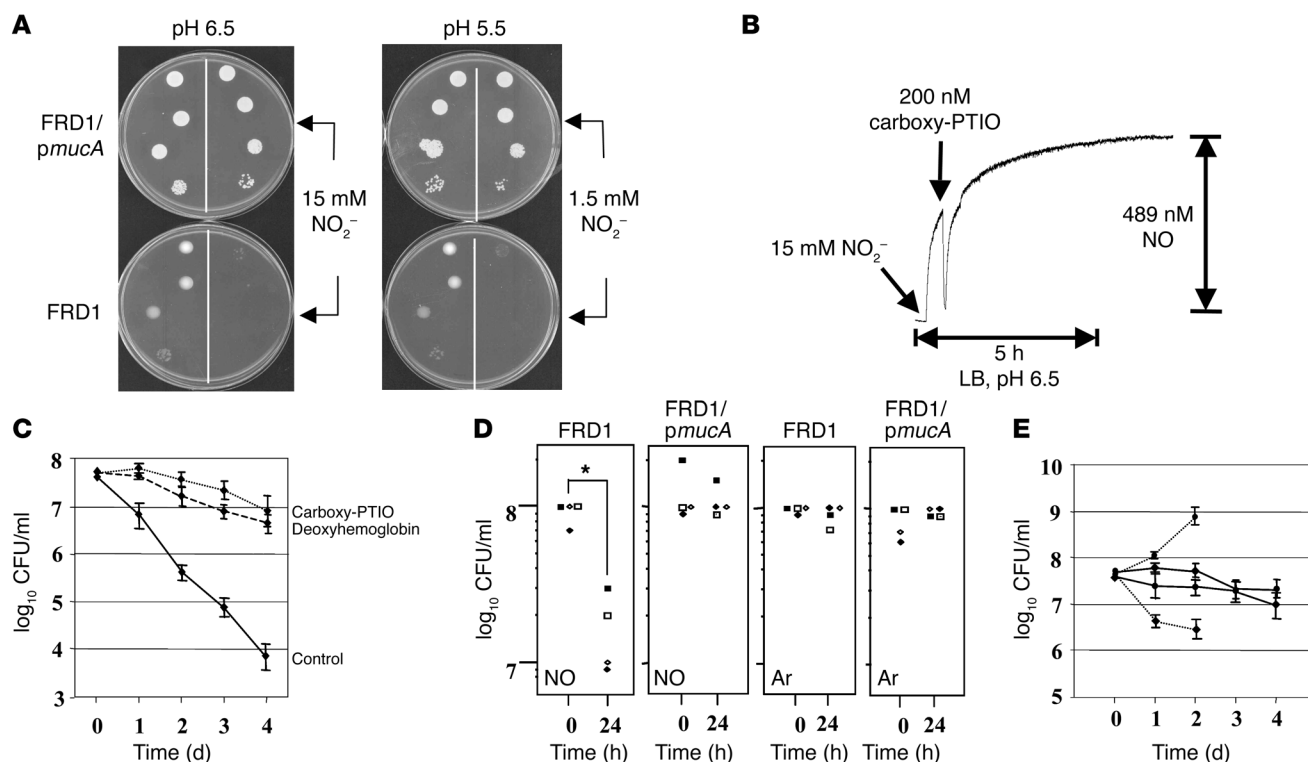 A
pH 6.5
pH 5.5
FRD1/
pmucA
15 mM
NO₂⁻
1.5 mM
NO₂⁻
FRD1
B
200 nM
carboxy-PTIO
15 mM NO₂⁻
489 nM
NO
5 h
LB, pH 6.5
C
log₁₀ CFU/ml
8
7
6
5
4
3
Carboxy-PTIO
Deoxyhemoglobin
Control
0 1 2 3 4
Time (d)
D
FRD1
FRD1/
pmucA
FRD1
FRD1/
pmucA
log₁₀ CFU/ml
8
7
*
NO
NO
Ar
Ar
0 24
0 24
0 24
0 24
Time (h)
Time (h)
Time (h)
Time (h)
E
log₁₀ CFU/ml
10
9
8
7
6
5
0 1 2 3 4
Time (d)